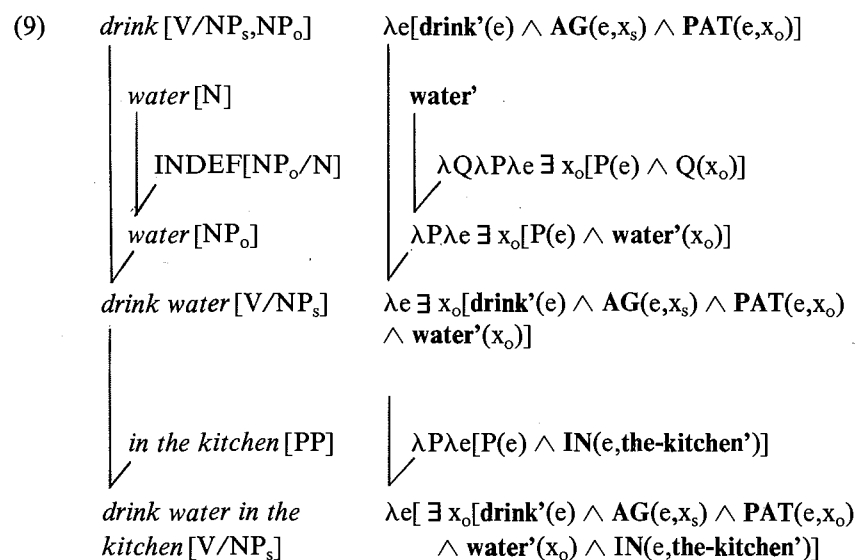 (9) drink [V/NPₛ,NPₒ] λe[drink’(e) ∧ AG(e,xₛ) ∧ PAT(e,xₒ)]
water [N] water’
INDEF[NPₒ/N] λQλPλe ∃ xₒ[P(e) ∧ Q(xₒ)]
water [NPₒ] λPλe ∃ xₒ[P(e) ∧ water’(xₒ)]
drink water [V/NPₛ] λe ∃ xₒ[drink’(e) ∧ AG(e,xₛ) ∧ PAT(e,xₒ)
∧ water’(xₒ)]
in the kitchen [PP] λPλe[P(e) ∧ IN(e,the-kitchen’)]
drink water in the λe[ ∃ xₒ[drink’(e) ∧ AG(e,xₛ) ∧ PAT(e,xₒ)
kitchen [V/NPₛ] ∧ water’(xₒ) ∧ IN(e,the-kitchen’)]